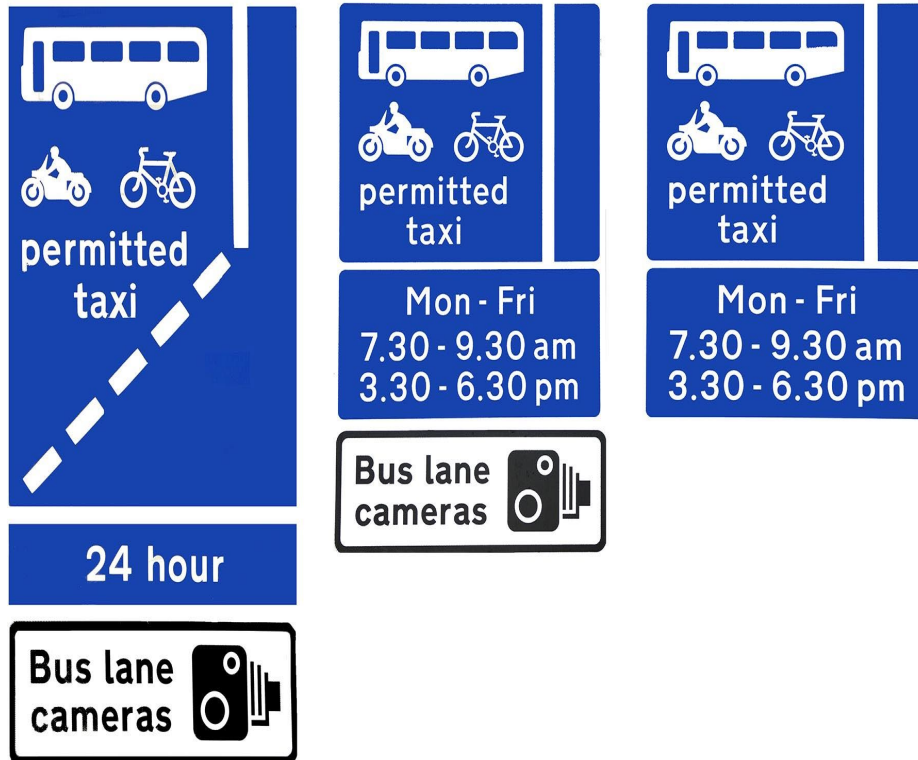 permitted
taxi
24 hour
Bus lane
cameras
permitted
taxi
Mon - Fri
7.30 - 9.30 am
3.30 - 6.30 pm
Bus lane
cameras
permitted
taxi
Mon - Fri
7.30 - 9.30 am
3.30 - 6.30 pm